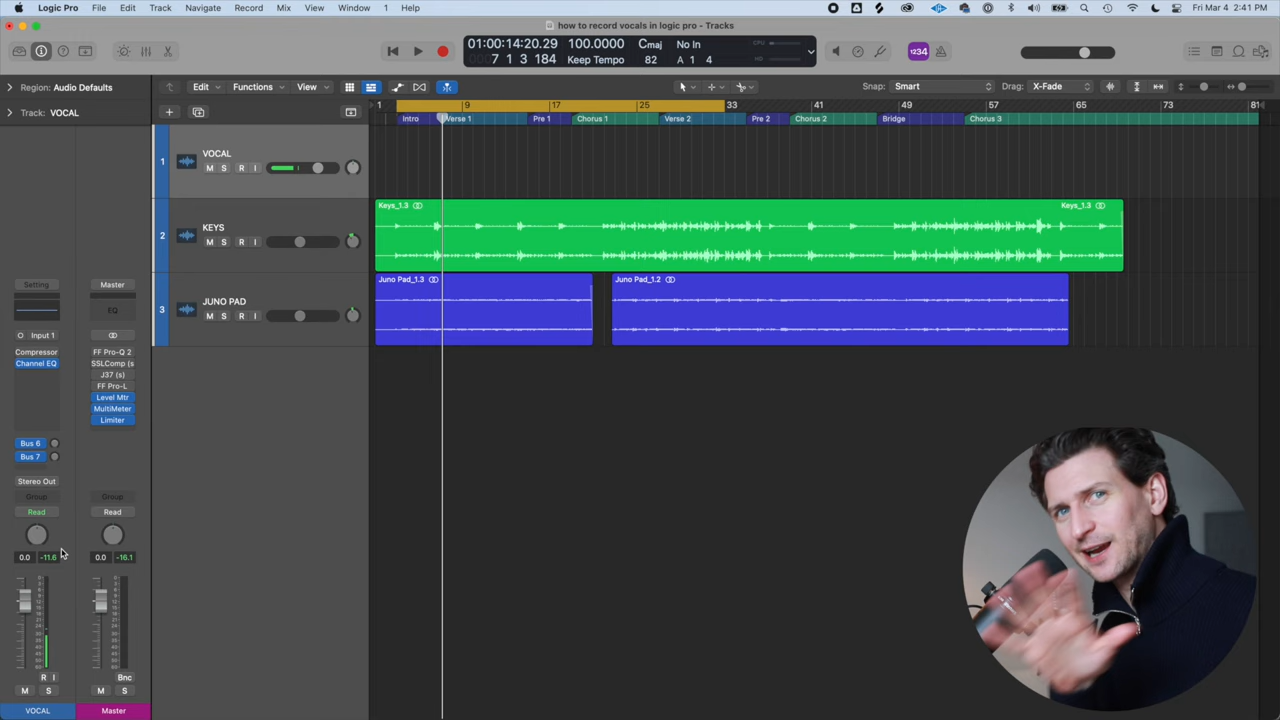 Logic Pro File Edit Track Navigate Record Mix View Window 1 Help Fri Mar 4 2:41 PM
how to record vocals in logic pro - Tracks
01:00:14:20.29 100.0000 Cmaj No In CPU
7 1 3 184 Keep Tempo 82 A 1 4 HD
1234
Region: Audio Defaults Edit Functions View Snap: Smart Drag: X-Fade
Track: VOCAL
1 9 17 25 33 41 49 57 65 73 81
Intro Verse 1 Pre 1 Chorus 1 Verse 2 Pre 2 Chorus 2 Bridge Chorus 3
1 VOCAL
M S R I
2 KEYS
M S R I
Keys_1.3 Keys_1.3
3 JUNO PAD
M S R I
Juno Pad_1.3 Juno Pad_1.2
Setting Master
EQ
Input 1
Compressor FF Pro-Q 2
Channel EQ SSLComp (s)
J37 (s)
FF Pro-L
Level Mtr
MultiMeter
Limiter
Bus 6
Bus 7
Stereo Out
Group Group
Read Read
0.0 -11.6 0.0 -16.1
R I Bnc
M S M S
VOCAL Master